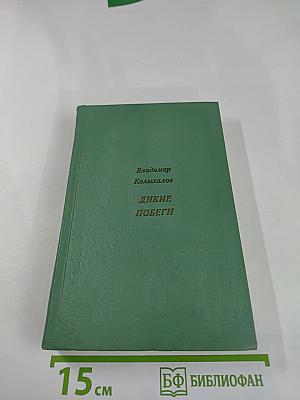 Владимир
Колыхалов
ДИКИЕ
ПОБЕГИ
15 см
БФ БИБЛИОФАН